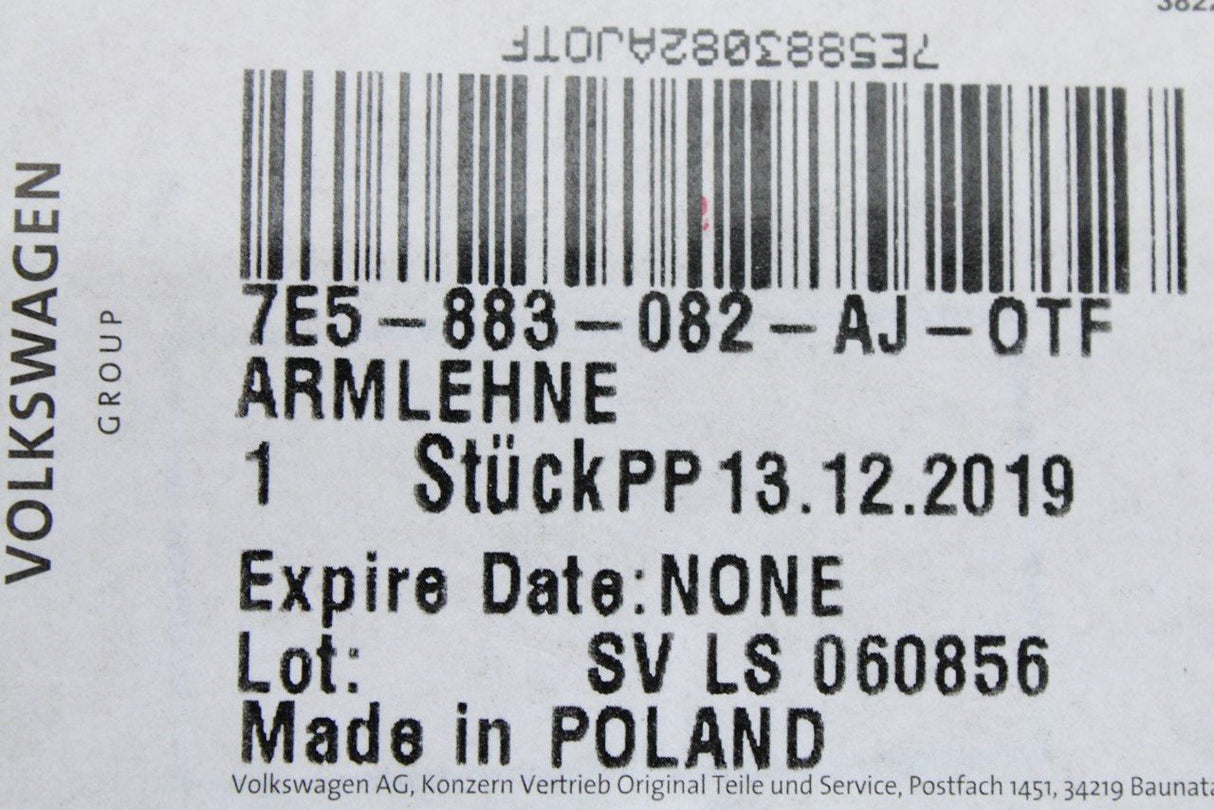 7E5883082AJOTF
7E5-883-082-AJ-OTF
ARMLEHNE
1 Stück PP 13.12.2019
Expire Date:NONE
Lot: SV LS 060856
Made in POLAND
Volkswagen AG, Konzern Vertrieb Original Teile und Service, Postfach 1451, 34219
VOLKSWAGEN
GROUP